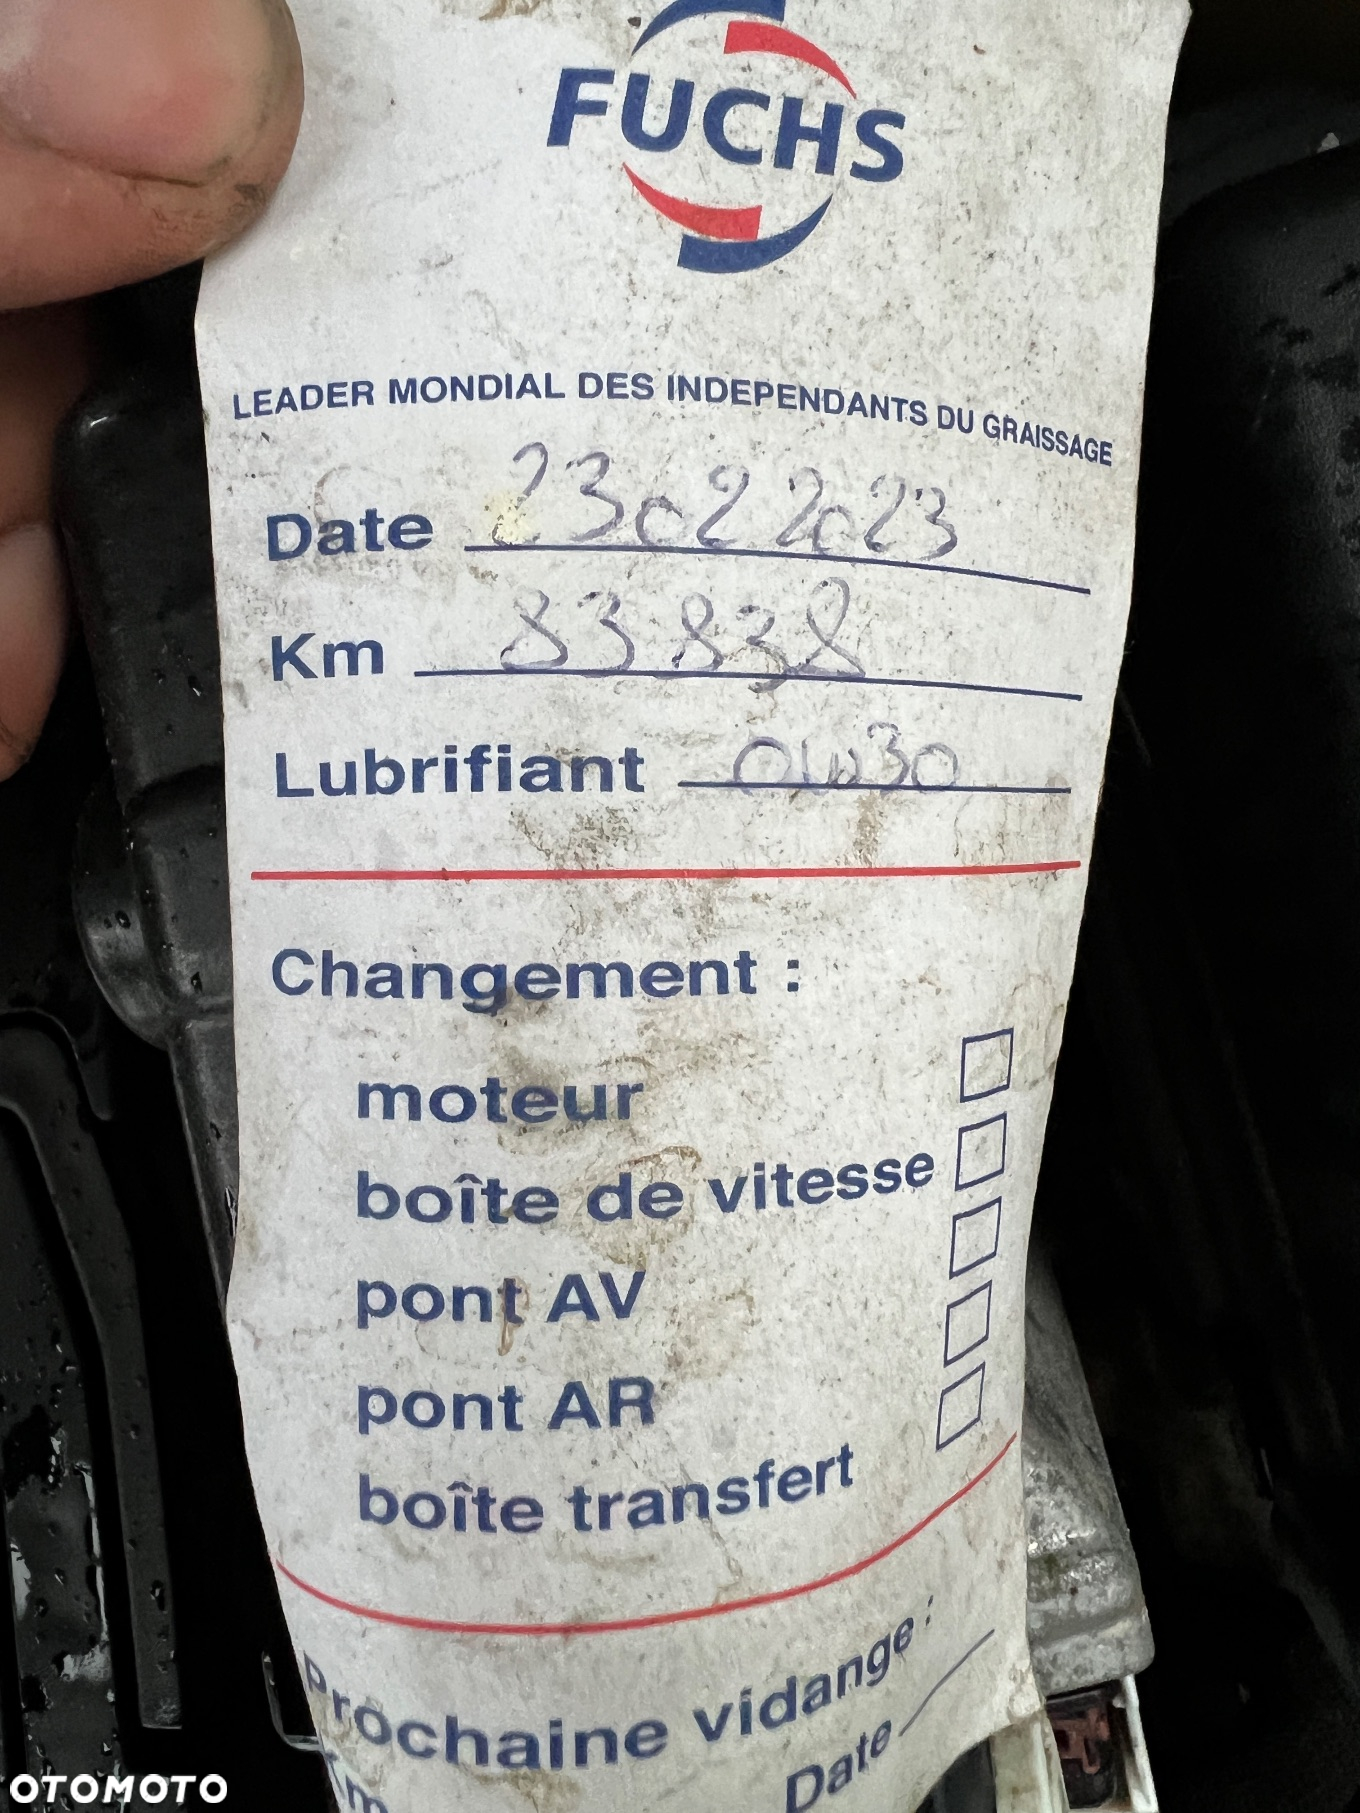 FUCHS
LEADER MONDIAL DES INDEPENDANTS DU GRAISSAGE
Date 23022023
Km 83838
Lubrifiant 0W30
Changement :
moteur
boîte de vitesse
pont AV
pont AR
boîte transfert
Prochaine vidange :
Km
Date
OTOMOTO